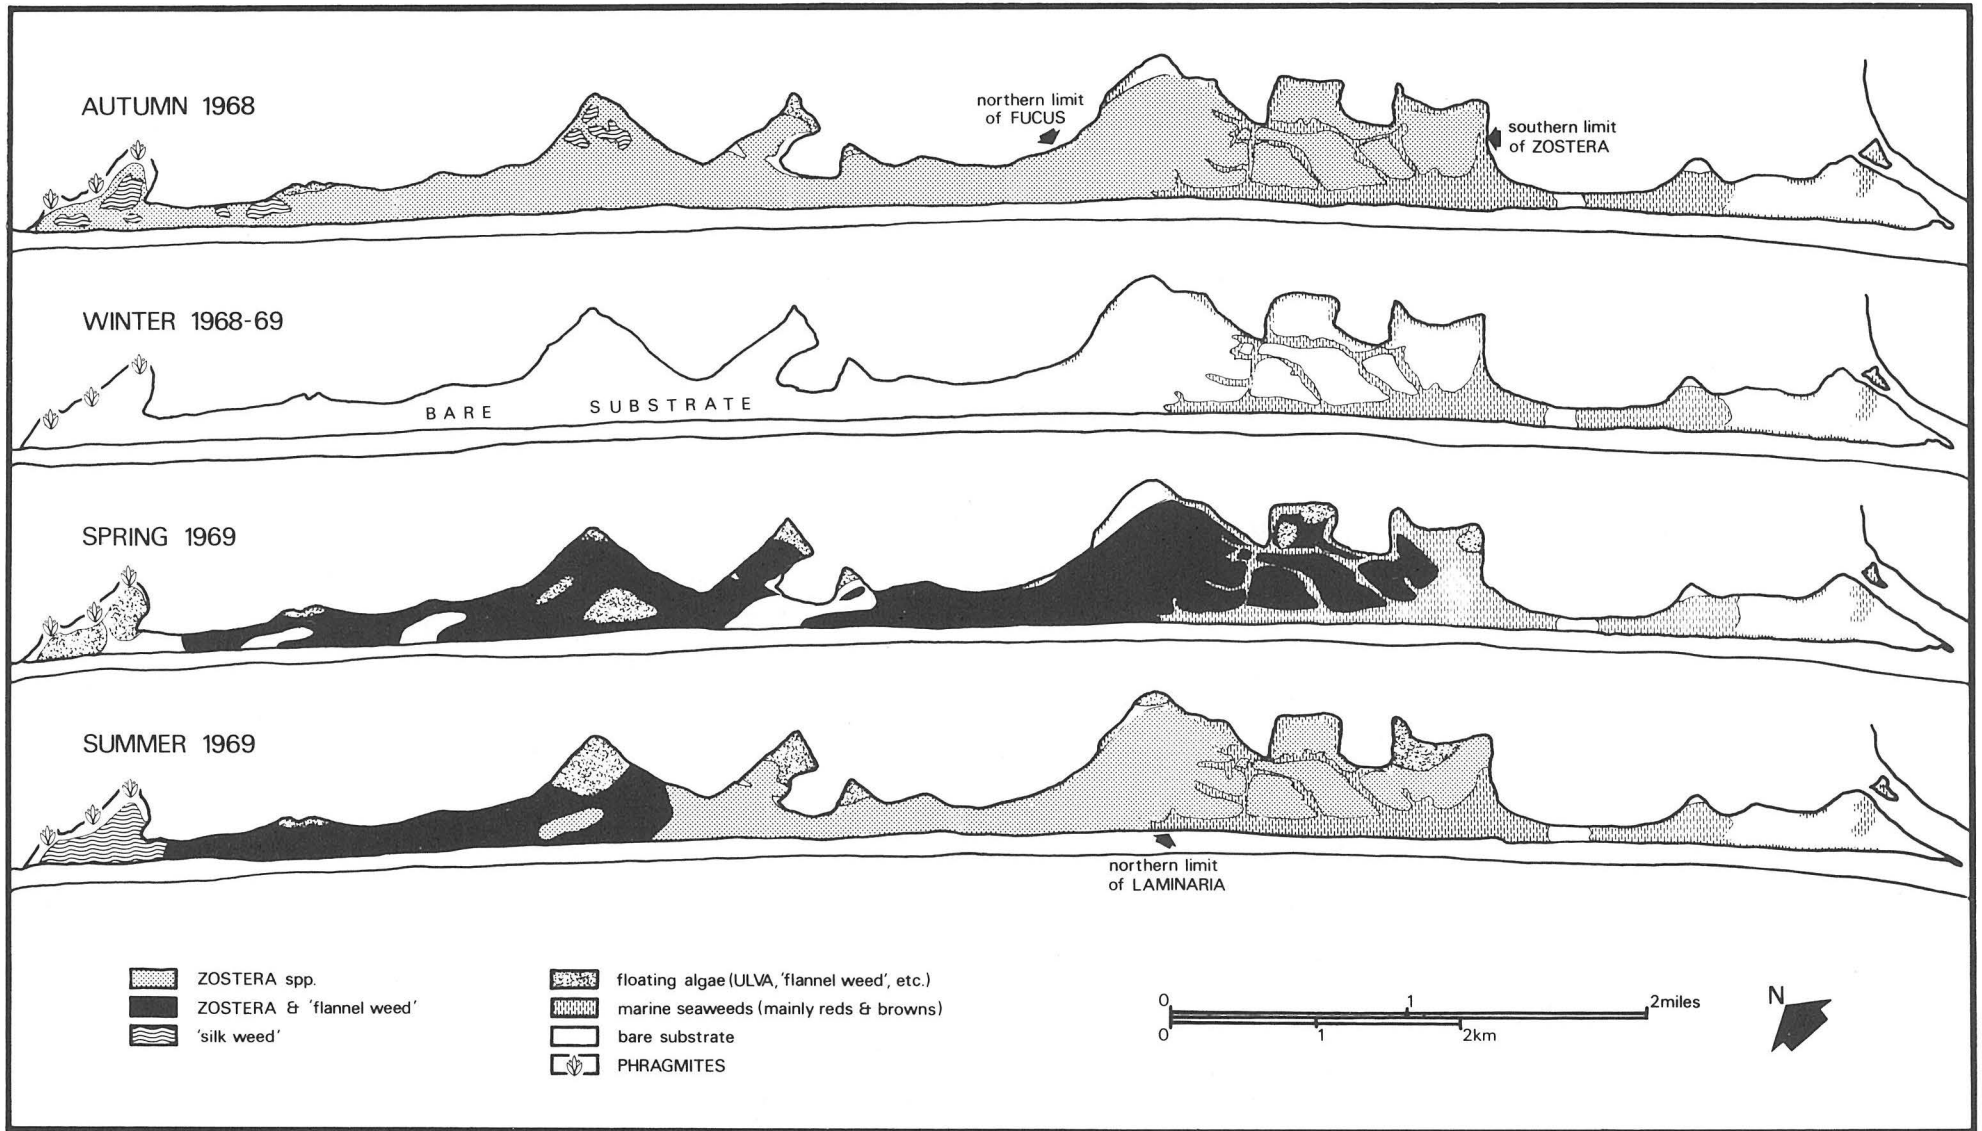 AUTUMN 1968
northern limit
of FUCUS
southern limit
of ZOSTERA
WINTER 1968-69
BARE SUBSTRATE
SPRING 1969
SUMMER 1969
northern limit
of LAMINARIA
ZOSTERA spp.
ZOSTERA & 'flannel weed'
'silk weed'
floating algae (ULVA, 'flannel weed', etc.)
marine seaweeds (mainly reds & browns)
bare substrate
PHRAGMITES
0 1 2miles
0 1 2km
N